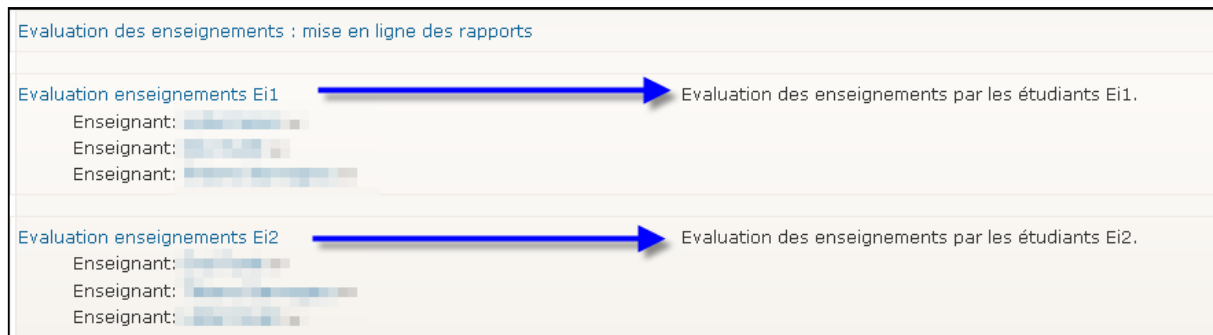 Evaluation des enseignements : mise en ligne des rapports
Evaluation enseignements Ei1
Evaluation des enseignements par les étudiants Ei1.
Enseignant:
Enseignant:
Enseignant:
Evaluation enseignements Ei2
Evaluation des enseignements par les étudiants Ei2.
Enseignant:
Enseignant:
Enseignant: